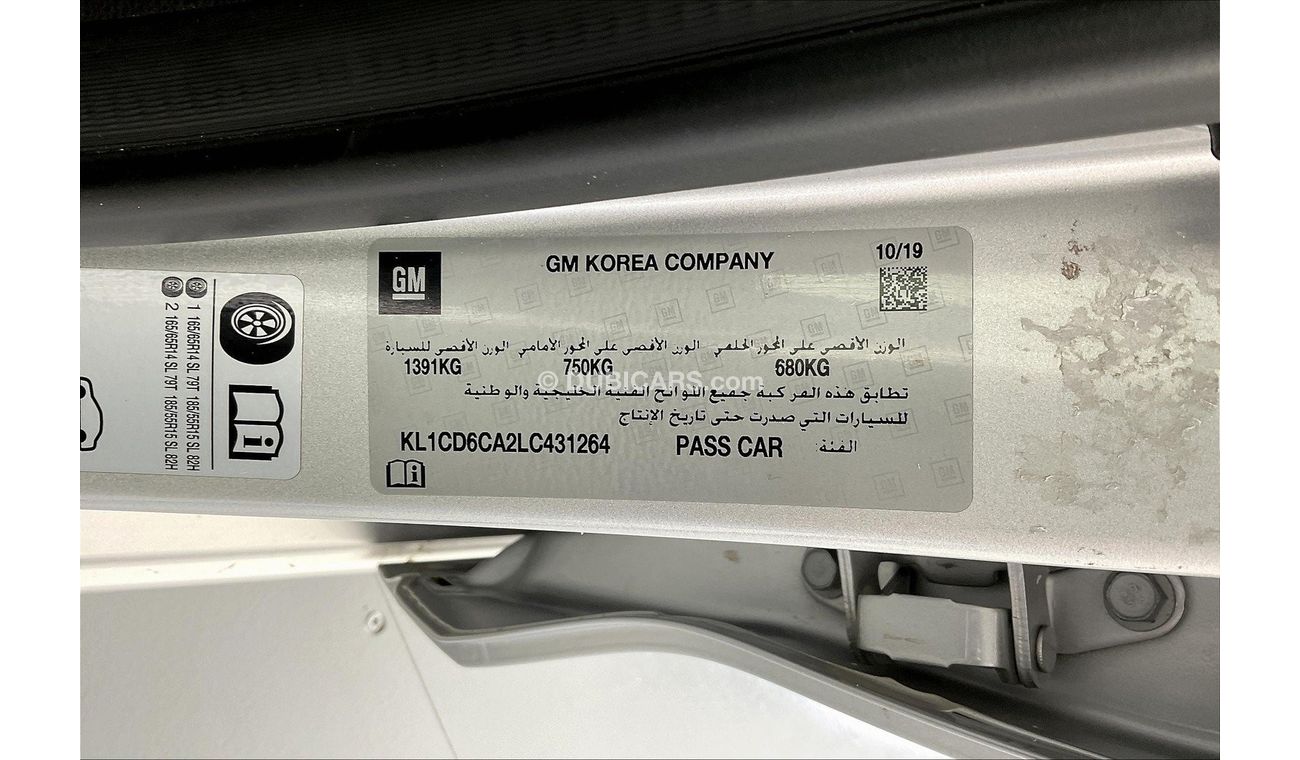 GM
GM KOREA COMPANY
10/19
الوزن الأقصى على المحور الخلفي الوزن الأقصى على المحور الأمامي الوزن الأقصى للسيارة
1391KG 750KG 680KG
© DUBICARS.com
تطابق هذه المركبة جميع اللوائح الفنية الخليجية والوطنية
للسيارات التي صدرت حتى تاريخ الإنتاج
KL1CD6CA2LC431264 PASS CAR الفئة:
1 165/65R14 SL 79T 185/55R15 SL 82H
2 165/65R14 SL 79T 185/55R15 SL 82H